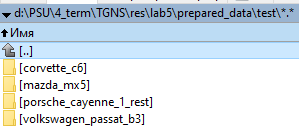 d:\PSU\4_term\TGNS\res\lab5\prepared_data\test\*.*
Имя
[..]
[corvette_c6]
[mazda_mx5]
[porsche_cayenne_1_rest]
[volkswagen_passat_b3]